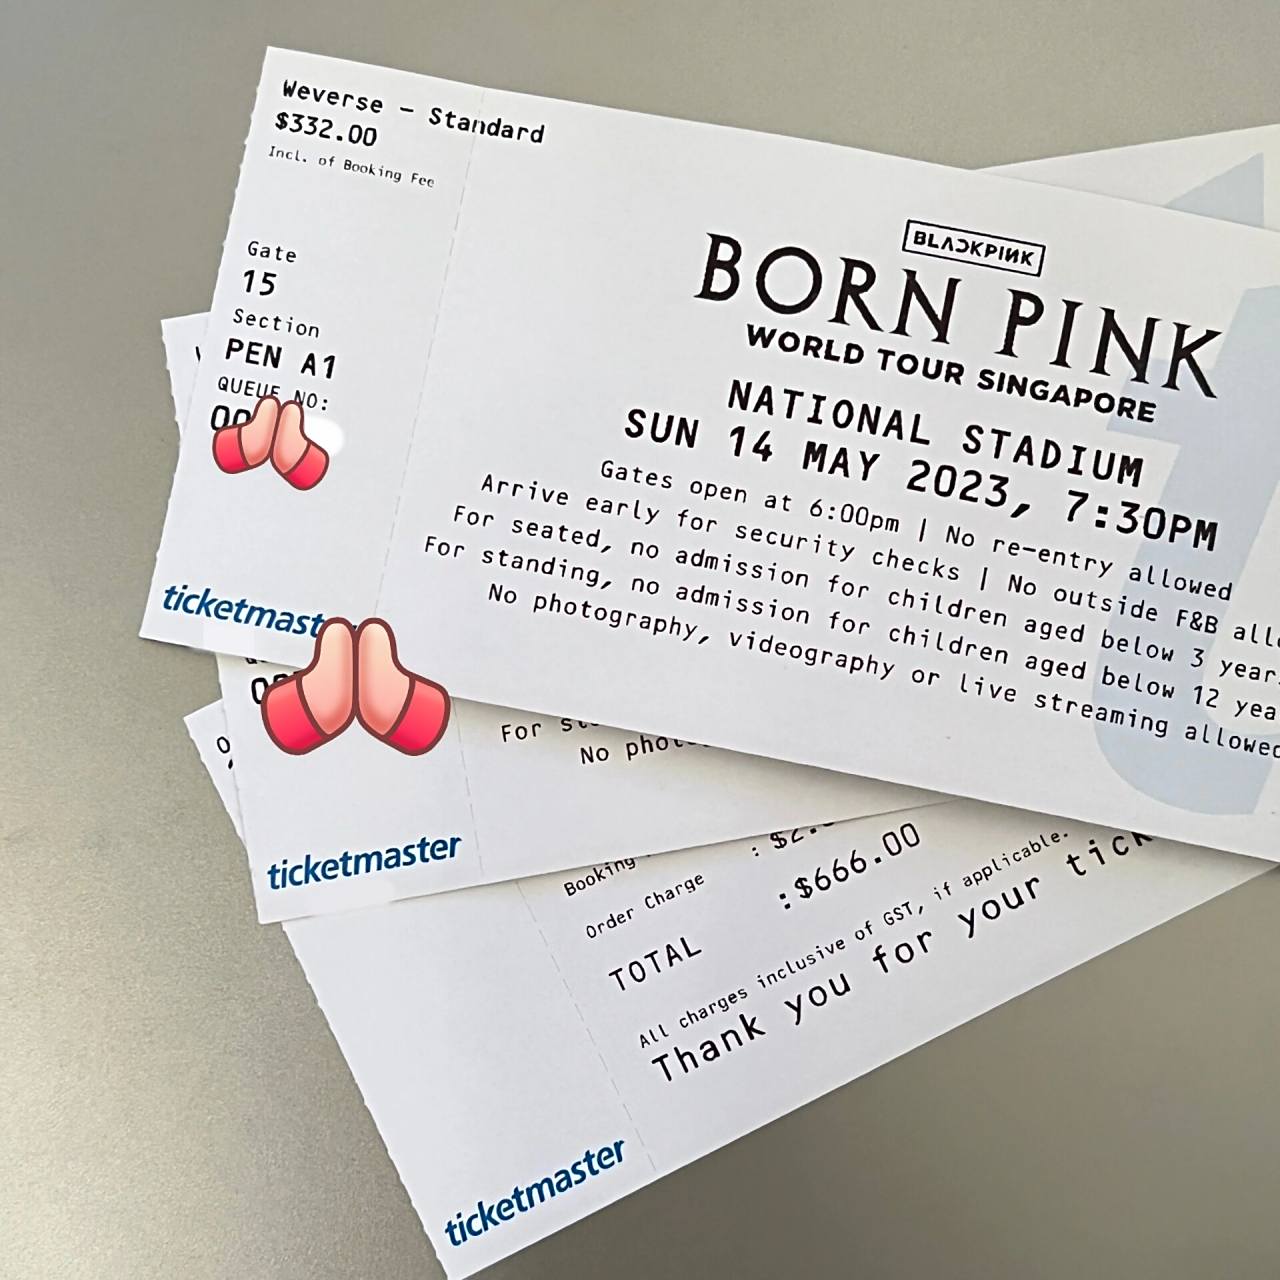 Weverse - Standard
$332.00
Incl. of Booking Fee
Gate
15
Section
PEN A1
QUEUE NO:
00
ticketmaster
BLACKPINK
BORN PINK
WORLD TOUR SINGAPORE
NATIONAL STADIUM
SUN 14 MAY 2023, 7:30PM
Gates open at 6:00pm | No re-entry allowed
Arrive early for security checks | No outside F&B
For seated, no admission for children aged below 3
For standing, no admission for children aged below 12
No photography, videography or live streaming allowed
For
No
ticketmaster
Booking
Order Charge
TOTAL :$666.00
All charges inclusive of GST, if applicable.
Thank you for your
ticketmaster